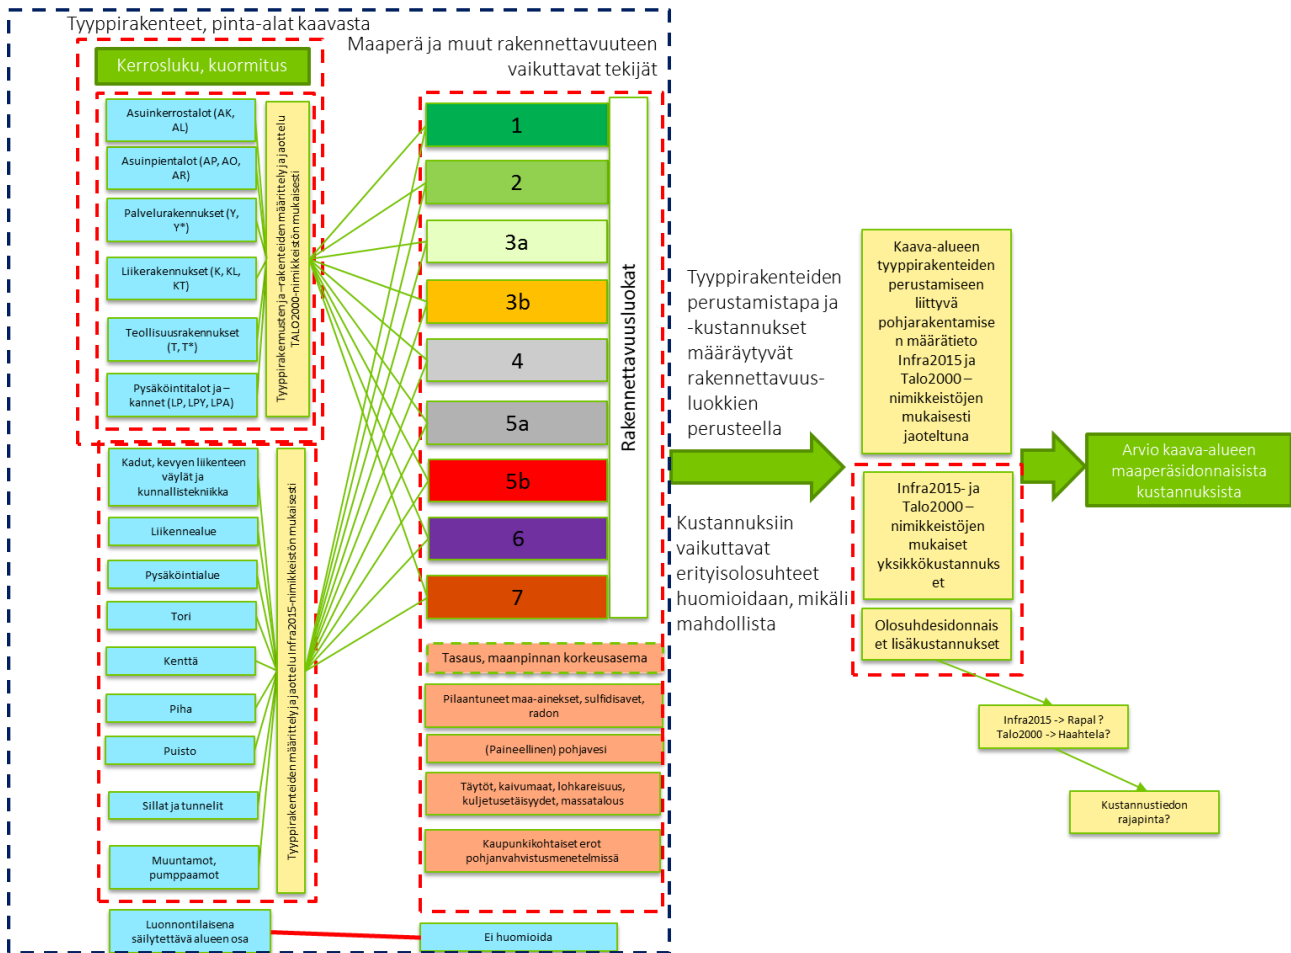 Tyyppirakenteet, pinta-alat kaavasta
Kerrosluku, kuormitus
Asuinkerrostalot (AK,
AL)
Asuinpientalot (AP, AO,
AR)
Palvelurakennukset (Y,
Y*)
Liikerakennukset (K, KL,
KT)
Teollisuusrakennukset
(T, T*)
Pysäköintitalot ja –
kannet (LP, LPY, LPA)
Tyyppirakennusten ja –rakenteiden määrittely ja jaottelu
TALO2000-nimikkeistön mukaisesti
Kadut, kevyen liikenteen
väylät ja
kunnallistekniikka
Liikennealue
Pysäköintialue
Tori
Kenttä
Piha
Puisto
Sillat ja tunnelit
Muuntamot,
pumppaamot
Tyyppirakenteiden määrittely ja jaottelu Infra2015-nimikkeistön mukaisesti
Luonnontilaisena
säilytettävä alueen osa
Maaperä ja muut rakennettavuuteen
vaikuttavat tekijät
1
2
3a
3b
4
5a
5b
6
7
Rakennettavuusluokat
Tasaus, maanpinnan korkeusasema
Pilaantuneet maa-ainekset, sulfidisavet,
radon
(Paineellinen) pohjavesi
Täytöt, kaivumaat, lohkareisuus,
kuljetusetäisyydet, massatalous
Kaupunkikohtaiset erot
pohjanvahvistusmenetelmissä
Ei huomioida
Tyyppirakenteiden
perustamistapa ja
-kustannukset
määräytyvät
rakennettavuus-
luokkien
perusteella
Kustannuksiin
vaikuttavat
erityisolosuhteet
huomioidaan, mikäli
mahdollista
Kaava-alueen
tyyppirakenteiden
perustamiseen
liittyvä
pohjarakentamise
n määrätieto
Infra2015 ja
Talo2000 –
nimikkeistöjen
mukaisesti
jaoteltuna
Infra2015- ja
Talo2000 –
nimikkeistöjen
mukaiset
yksikkökustannuks
et
Olosuhdesidonnais
et lisäkustannukset
Infra2015 -> Rapal ?
Talo2000 -> Haahtela?
Kustannustiedon
rajapinta?
Arvio kaava-alueen
maaperäsidonnaisista
kustannuksista